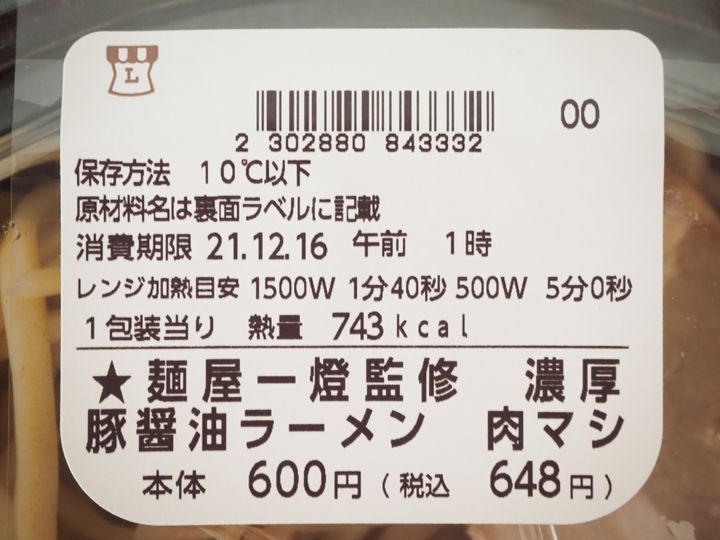 L
00
2 302880 843332
保存方法 10℃以下
原材料名は裏面ラベルに記載
消費期限 21.12.16 午前 1時
レンジ加熱目安 1500W 1分40秒 500W 5分0秒
1包装当り 熱量 743kcal
★麺屋一燈監修 濃厚
豚醤油ラーメン 肉マシ
本体 600円(税込 648円)